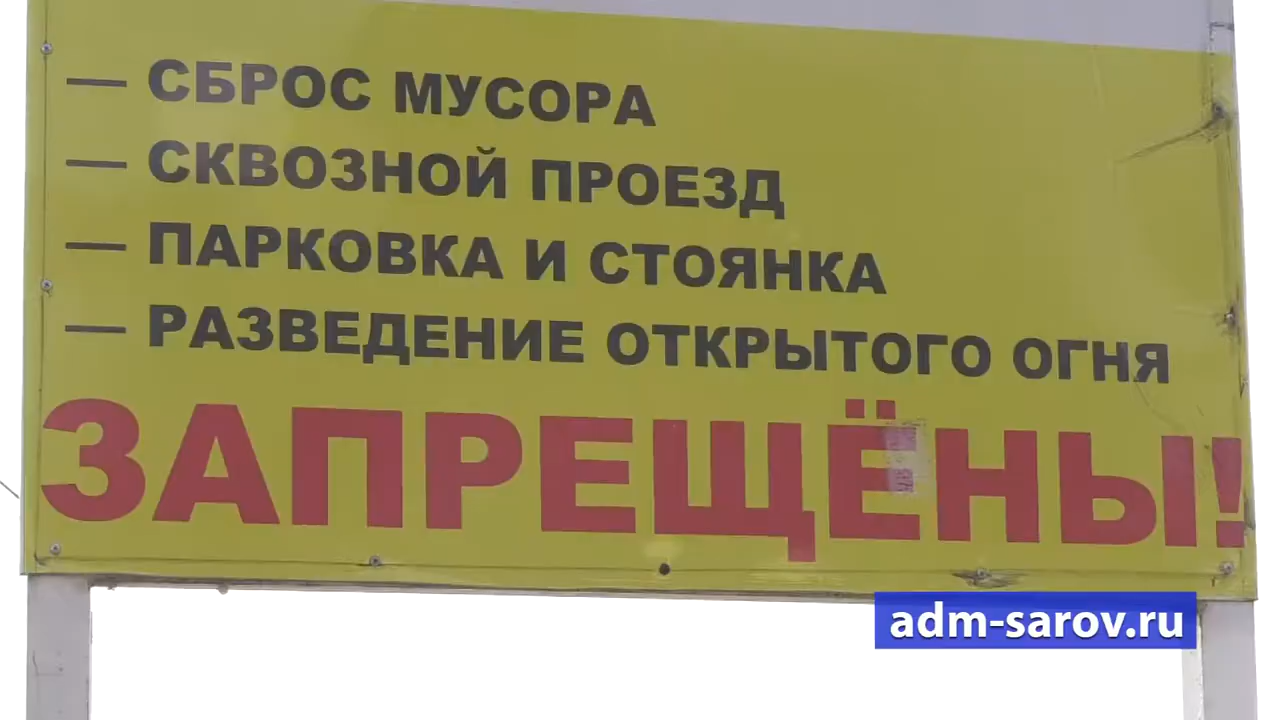 — СБРОС МУСОРА
— СКВОЗНОЙ ПРОЕЗД
— ПАРКОВКА И СТОЯНКА
— РАЗВЕДЕНИЕ ОТКРЫТОГО ОГНЯ
ЗАПРЕЩЁНЫ!
adm-sarov.ru